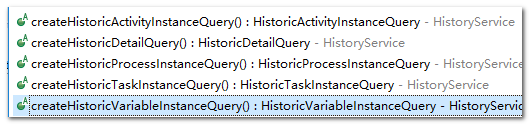 createHistoricActivityInstanceQuery() : HistoricActivityInstanceQuery - HistoryService
createHistoricDetailQuery() : HistoricDetailQuery - HistoryService
createHistoricProcessInstanceQuery() : HistoricProcessInstanceQuery - HistoryService
createHistoricTaskInstanceQuery() : HistoricTaskInstanceQuery - HistoryService
createHistoricVariableInstanceQuery() : HistoricVariableInstanceQuery - HistoryServic